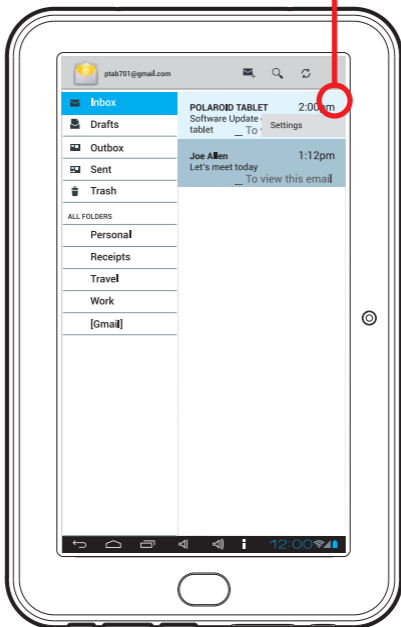 ptab701@gmail.com
Inbox
Drafts
Outbox
Sent
Trash
ALL FOLDERS
Personal
Receipts
Travel
Work
[Gmail]
POLAROID TABLET 2:00pm
Software Update
tablet _ To
Settings
Joe Allen 1:12pm
Let's meet today
_ To view this email
12:00